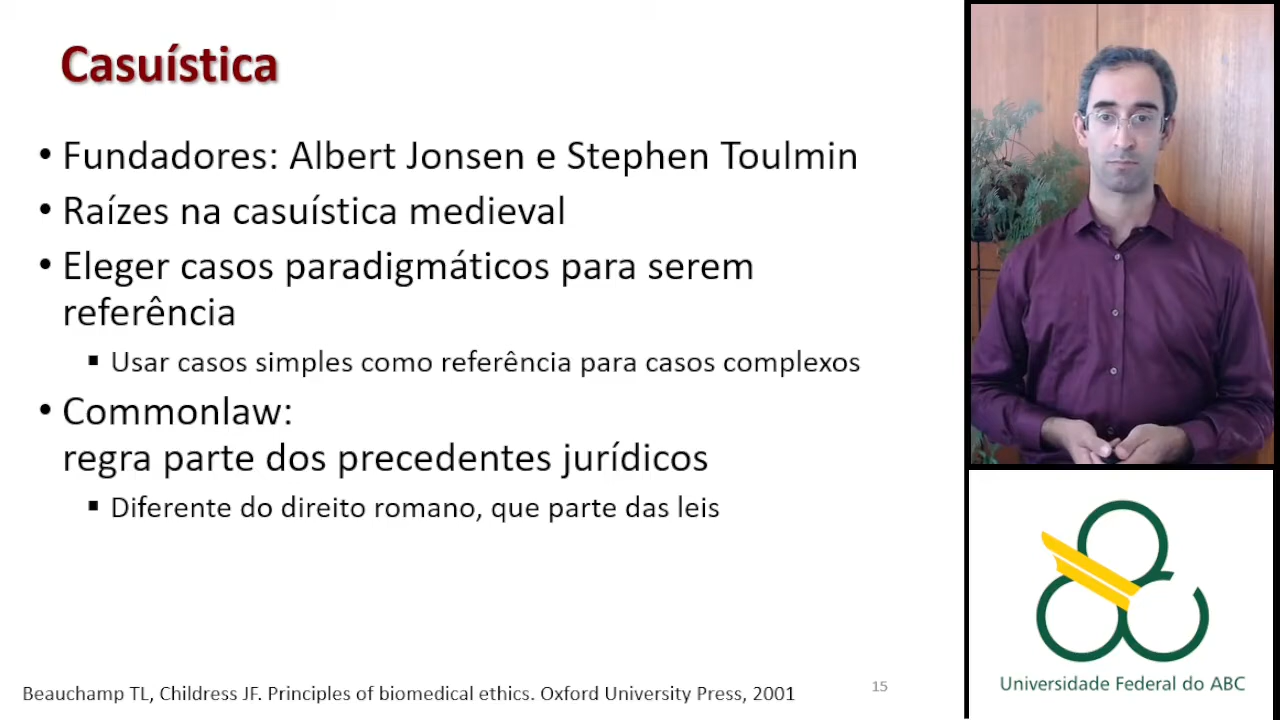 Casuística
• Fundadores: Albert Jonsen e Stephen Toulmin
• Raízes na casuística medieval
• Eleger casos paradigmáticos para serem
referência
▪ Usar casos simples como referência para casos complexos
• Commonlaw:
regra parte dos precedentes jurídicos
▪ Diferente do direito romano, que parte das leis
Beauchamp TL, Childress JF. Principles of biomedical ethics. Oxford University Press, 2001
15
Universidade Federal do ABC